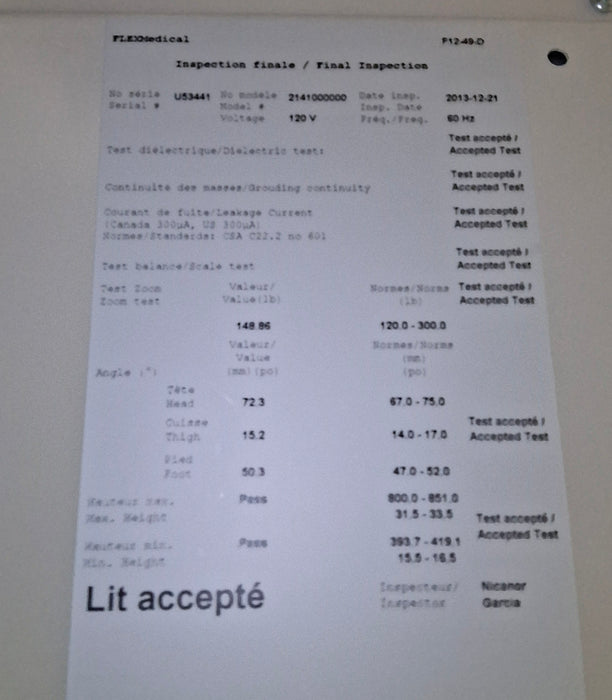 FLEXMedical F12-49-D
Inspection finale / Final Inspection
No série U53441 No modèle 2141000000 Date insp. 2013-12-21
Serial # Model # Insp. Date
Voltage 120 V Fréq./Freq. 60 Hz
Test accepté /
Test diélectrique/Dielectric test: Accepted Test
Test accepté /
Continuité des masses/Grouding continuity Accepted Test
Courant de fuite/Leakage Current Test accepté /
(Canada 300µA, US 300µA) Accepted Test
Normes/Standards: CSA C22.2 no 601
Test accepté /
Test balance/Scale test Accepted Test
Test Zoom Valeur/ Normes/Norms Test accepté /
Zoom test Value(lb) (lb) Accepted Test
148.86 120.0 - 300.0
Valeur/ Normes/Norms
Value (mm)
Angle (°) (mm) (po) (po)
Tête
Head 72.3 67.0 - 75.0
Cuisse Test accepté /
Thigh 15.2 14.0 - 17.0 Accepted Test
Pied
Foot 50.3 47.0 - 52.0
Hauteur max. Pass 800.0 - 851.0
Max. Height 31.5 - 33.5 Test accepté /
Hauteur min. Pass 393.7 - 419.1 Accepted Test
Min. Height 15.5 - 16.5
Lit accepté Inspecteur/ Nicanor
Inspector Garcia